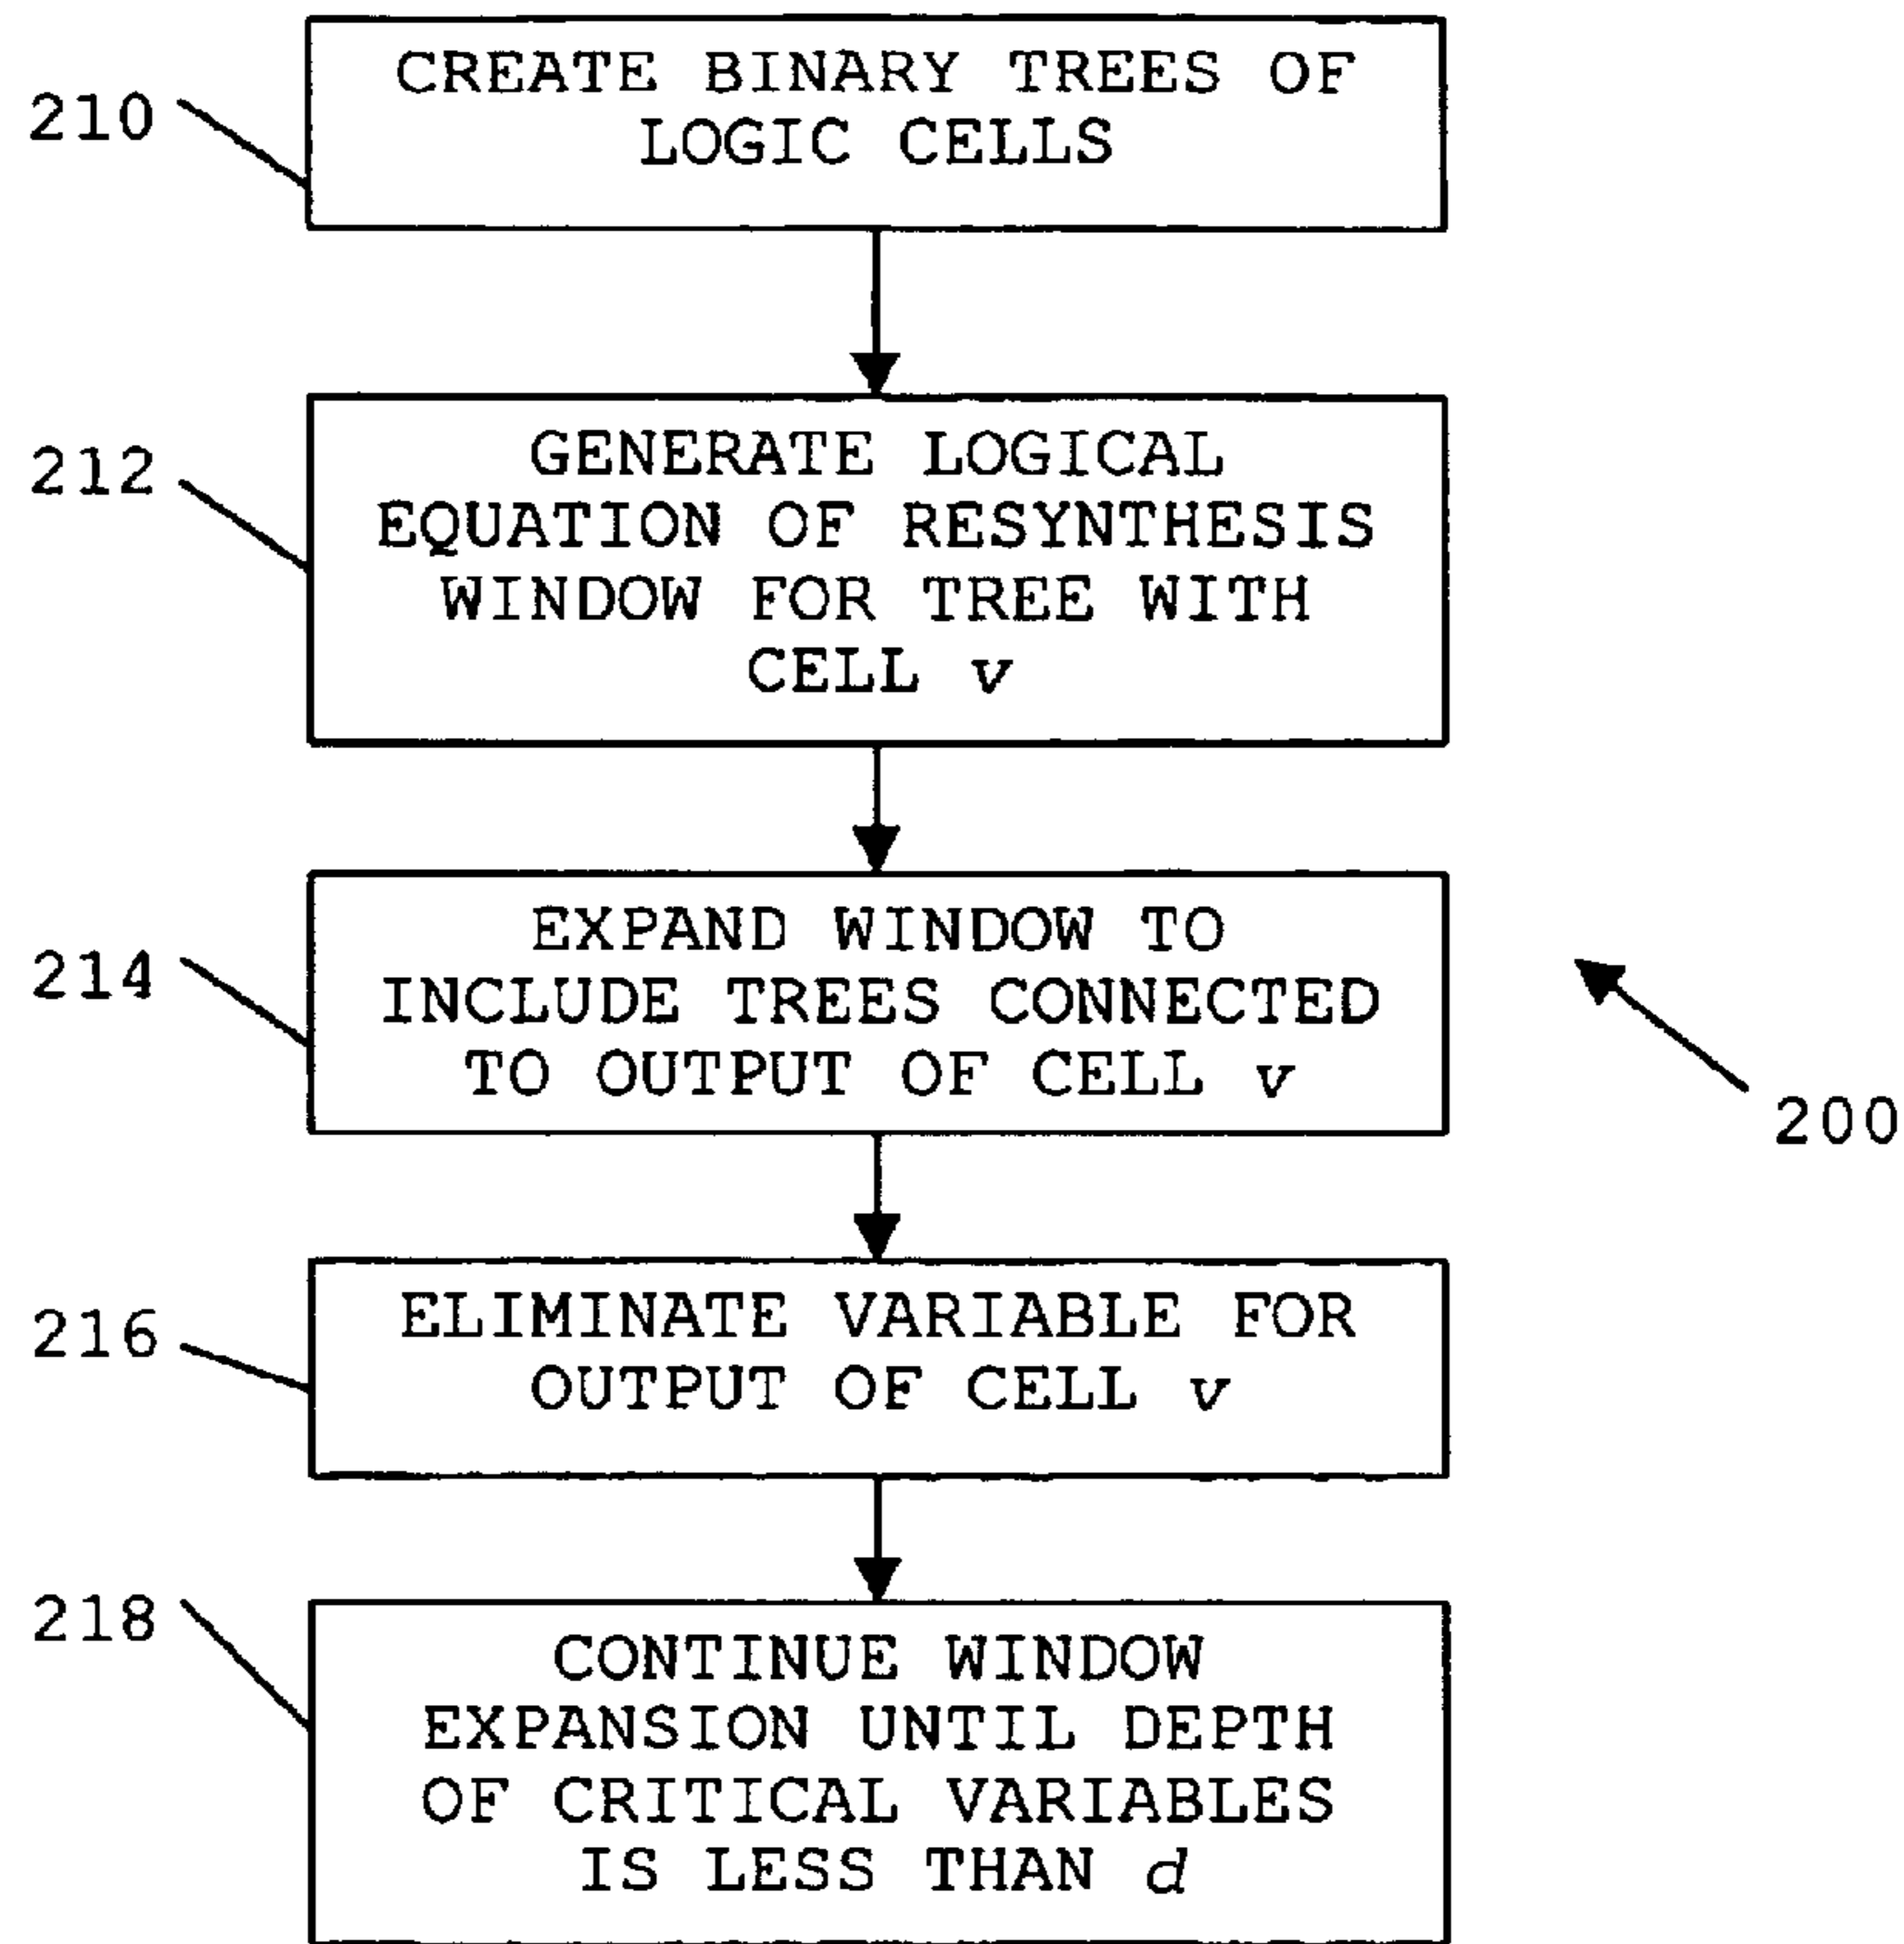 210
CREATE BINARY TREES OF
LOGIC CELLS
212
GENERATE LOGICAL
EQUATION OF RESYNTHESIS
WINDOW FOR TREE WITH
CELL v
214
EXPAND WINDOW TO
INCLUDE TREES CONNECTED
TO OUTPUT OF CELL v
200
216
ELIMINATE VARIABLE FOR
OUTPUT OF CELL v
218
CONTINUE WINDOW
EXPANSION UNTIL DEPTH
OF CRITICAL VARIABLES
IS LESS THAN d